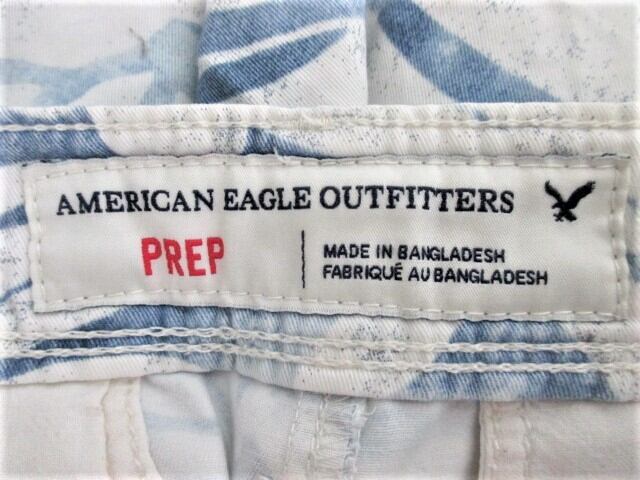 AMERICAN EAGLE OUTFITTERS
PREP
MADE IN BANGLADESH
FABRIQUÉ AU BANGLADESH